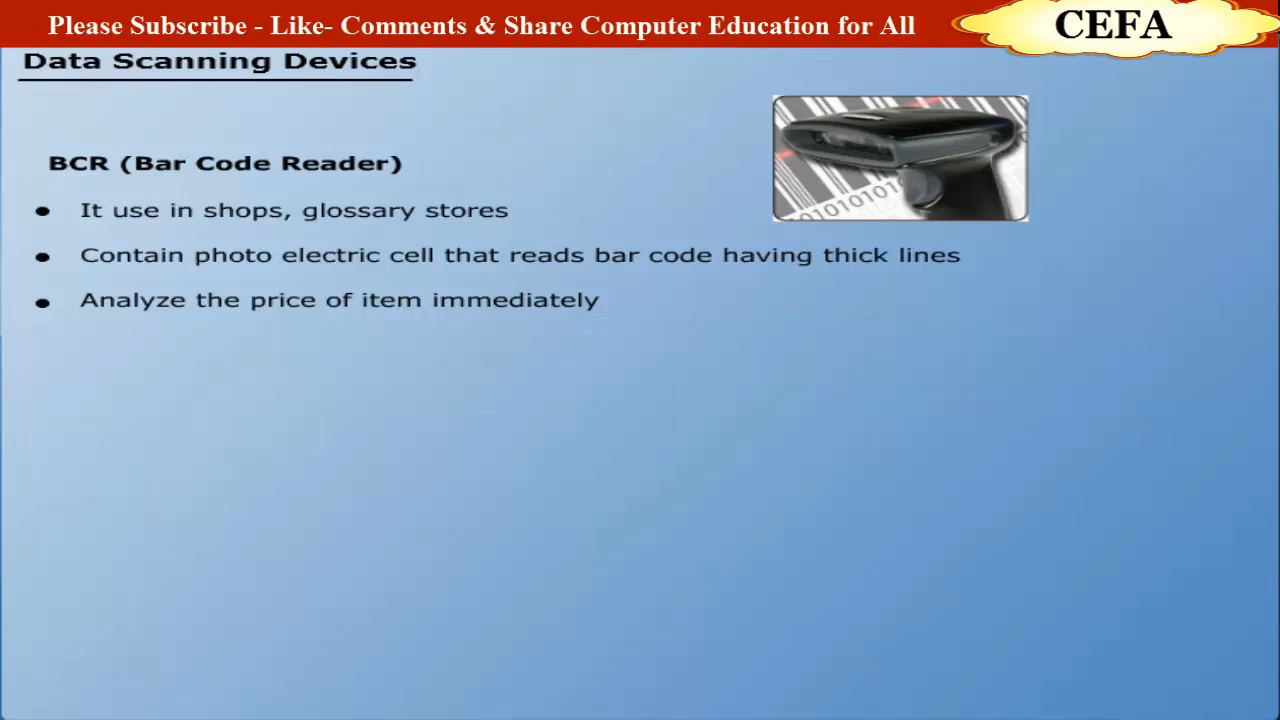 Please Subscribe - Like- Comments & Share Computer Education for All
CEFA
Data Scanning Devices
BCR (Bar Code Reader)
It use in shops, glossary stores
Contain photo electric cell that reads bar code having thick lines
Analyze the price of item immediately
1010101010